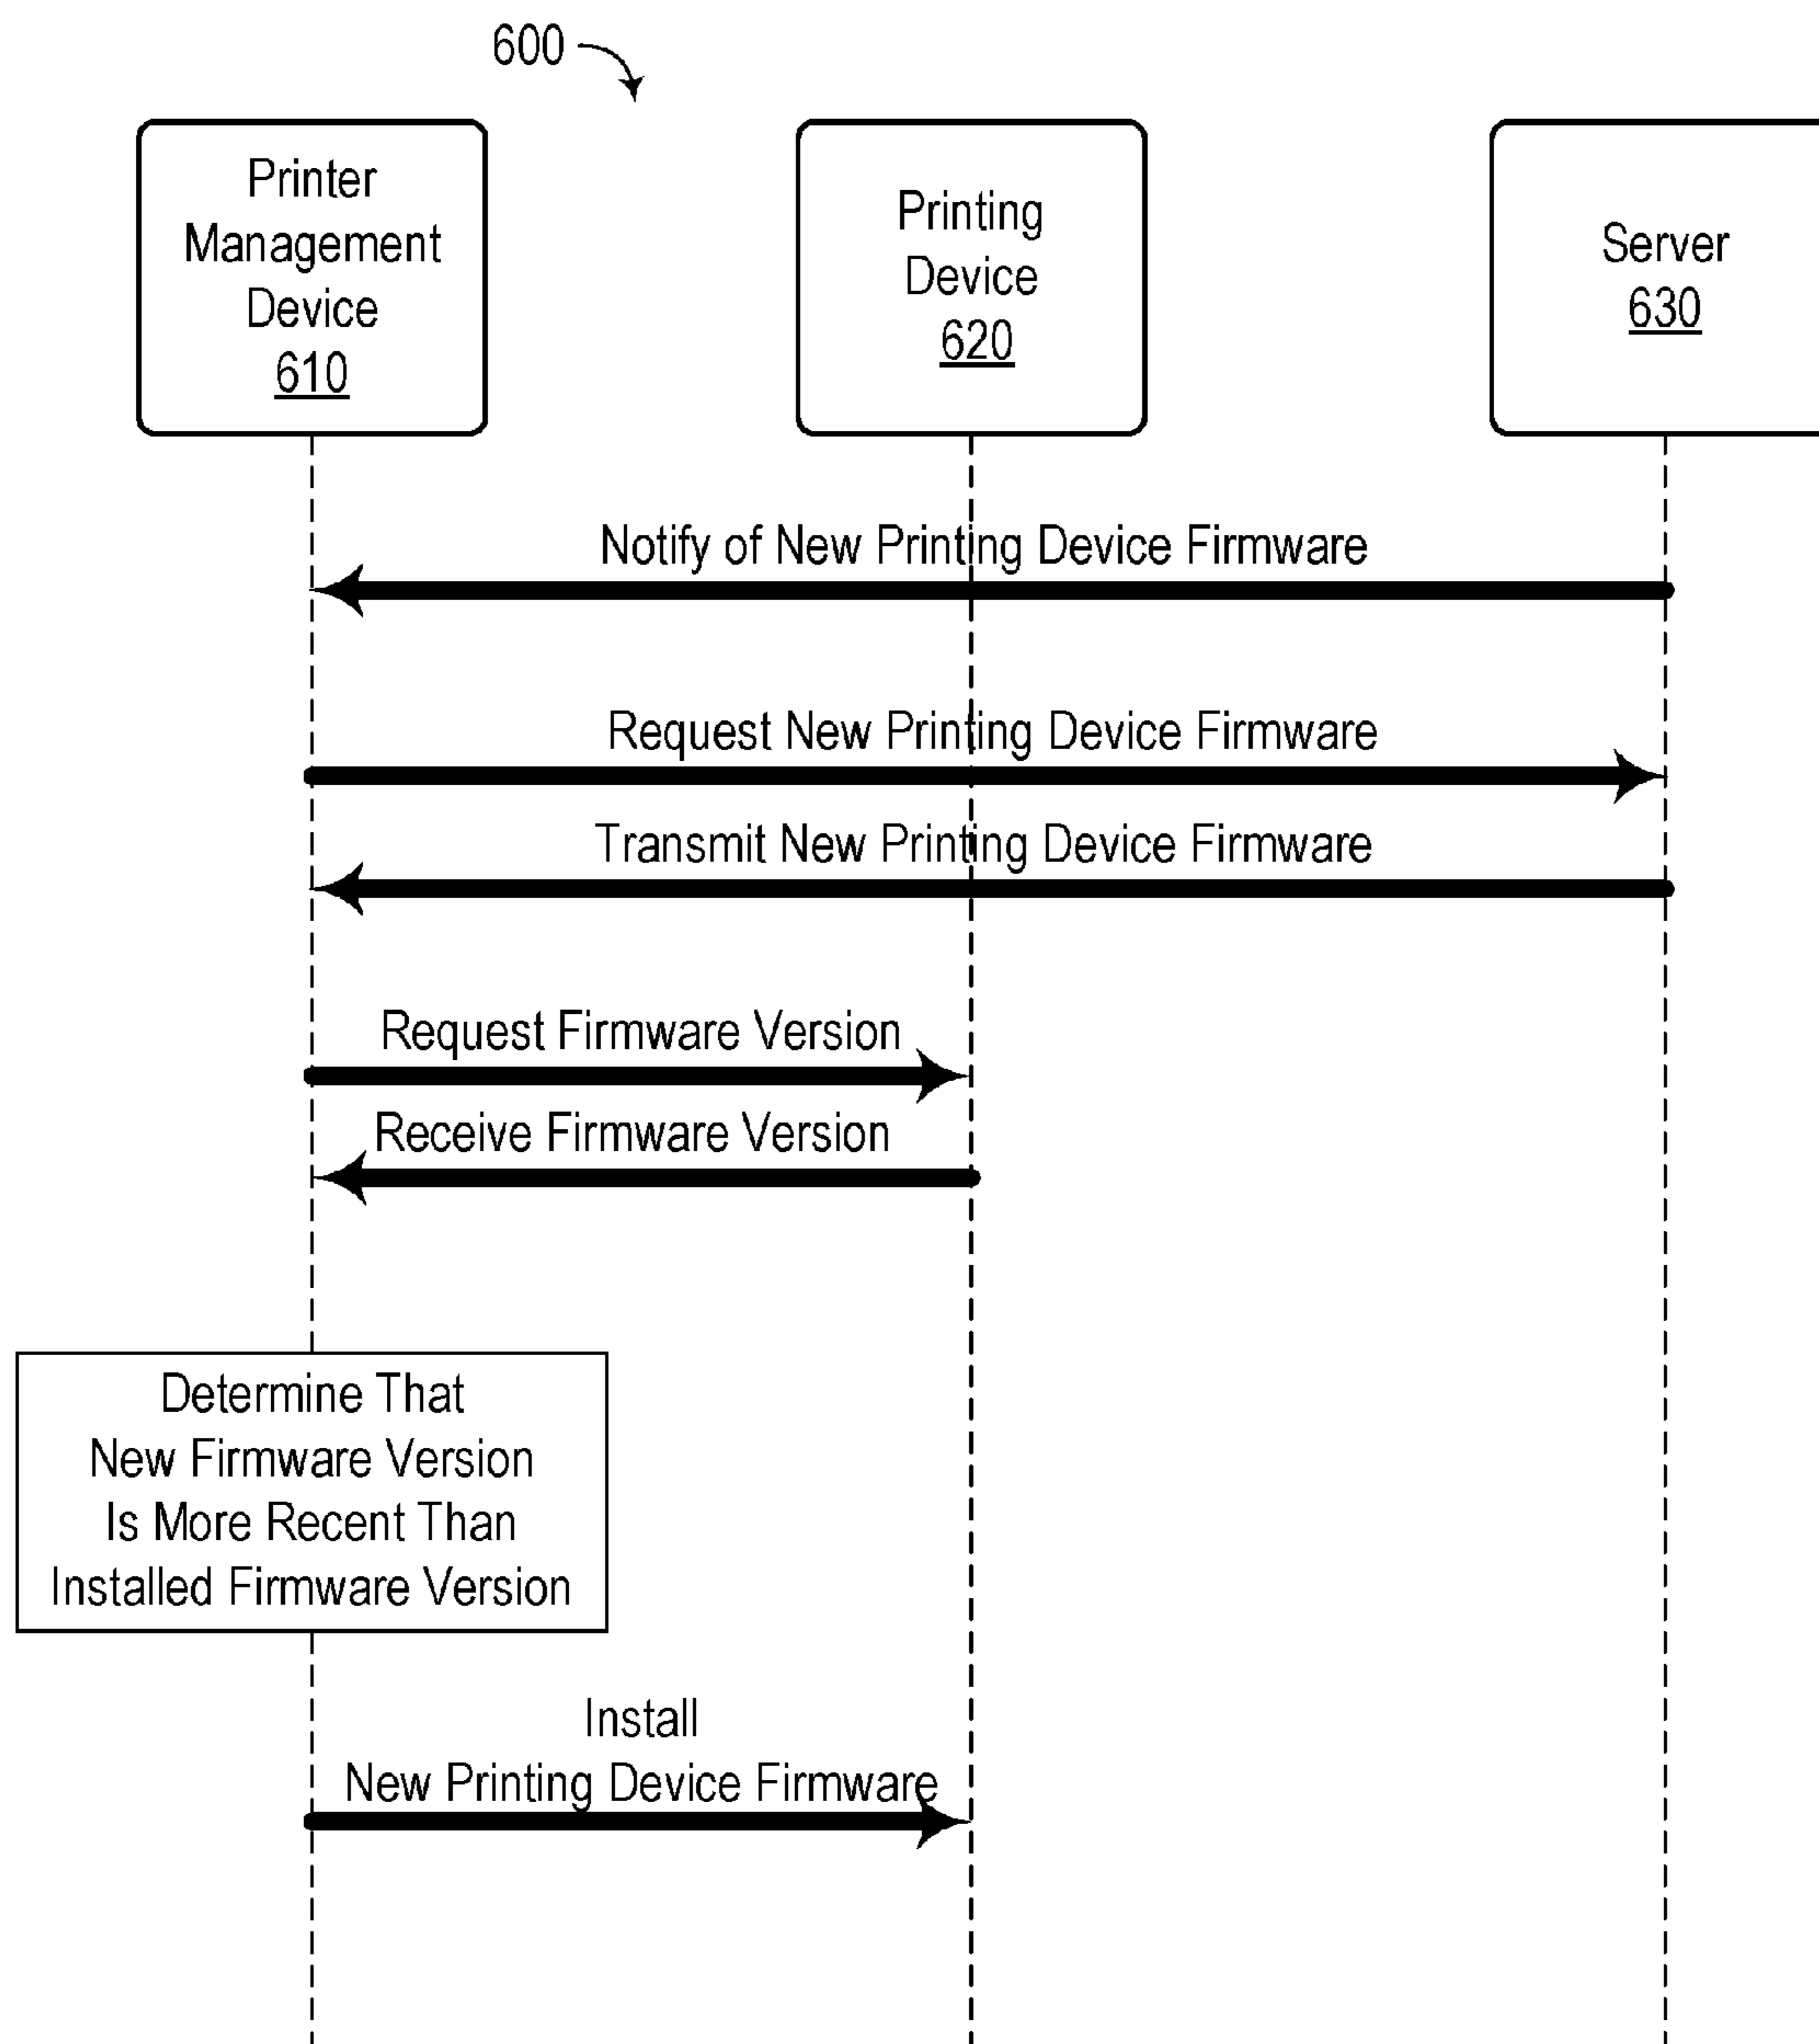 600
Printer
Management
Device
610
Printing
Device
620
Server
630
Notify of New Printing Device Firmware
Request New Printing Device Firmware
Transmit New Printing Device Firmware
Request Firmware Version
Receive Firmware Version
Determine That
New Firmware Version
Is More Recent Than
Installed Firmware Version
Install
New Printing Device Firmware